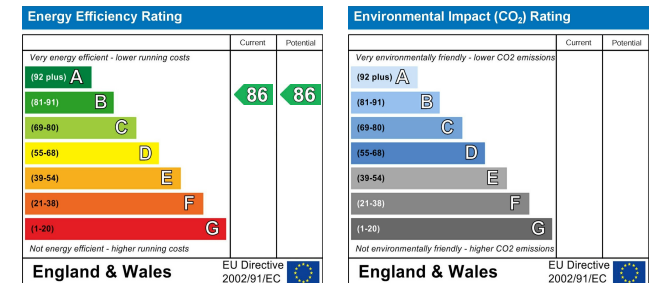 Energy Efficiency Rating
Current Potential
Very energy efficient - lower running costs
(92 plus) A
(81-91) B
86 86
(69-80) C
(55-68) D
(39-54) E
(21-38) F
(1-20) G
Not energy efficient - higher running costs
England & Wales
EU Directive
2002/91/EC
Environmental Impact (CO₂) Rating
Current Potential
Very environmentally friendly - lower CO2 emissions
(92 plus) A
(81-91) B
(69-80) C
(55-68) D
(39-54) E
(21-38) F
(1-20) G
Not environmentally friendly - higher CO2 emissions
England & Wales
EU Directive
2002/91/EC